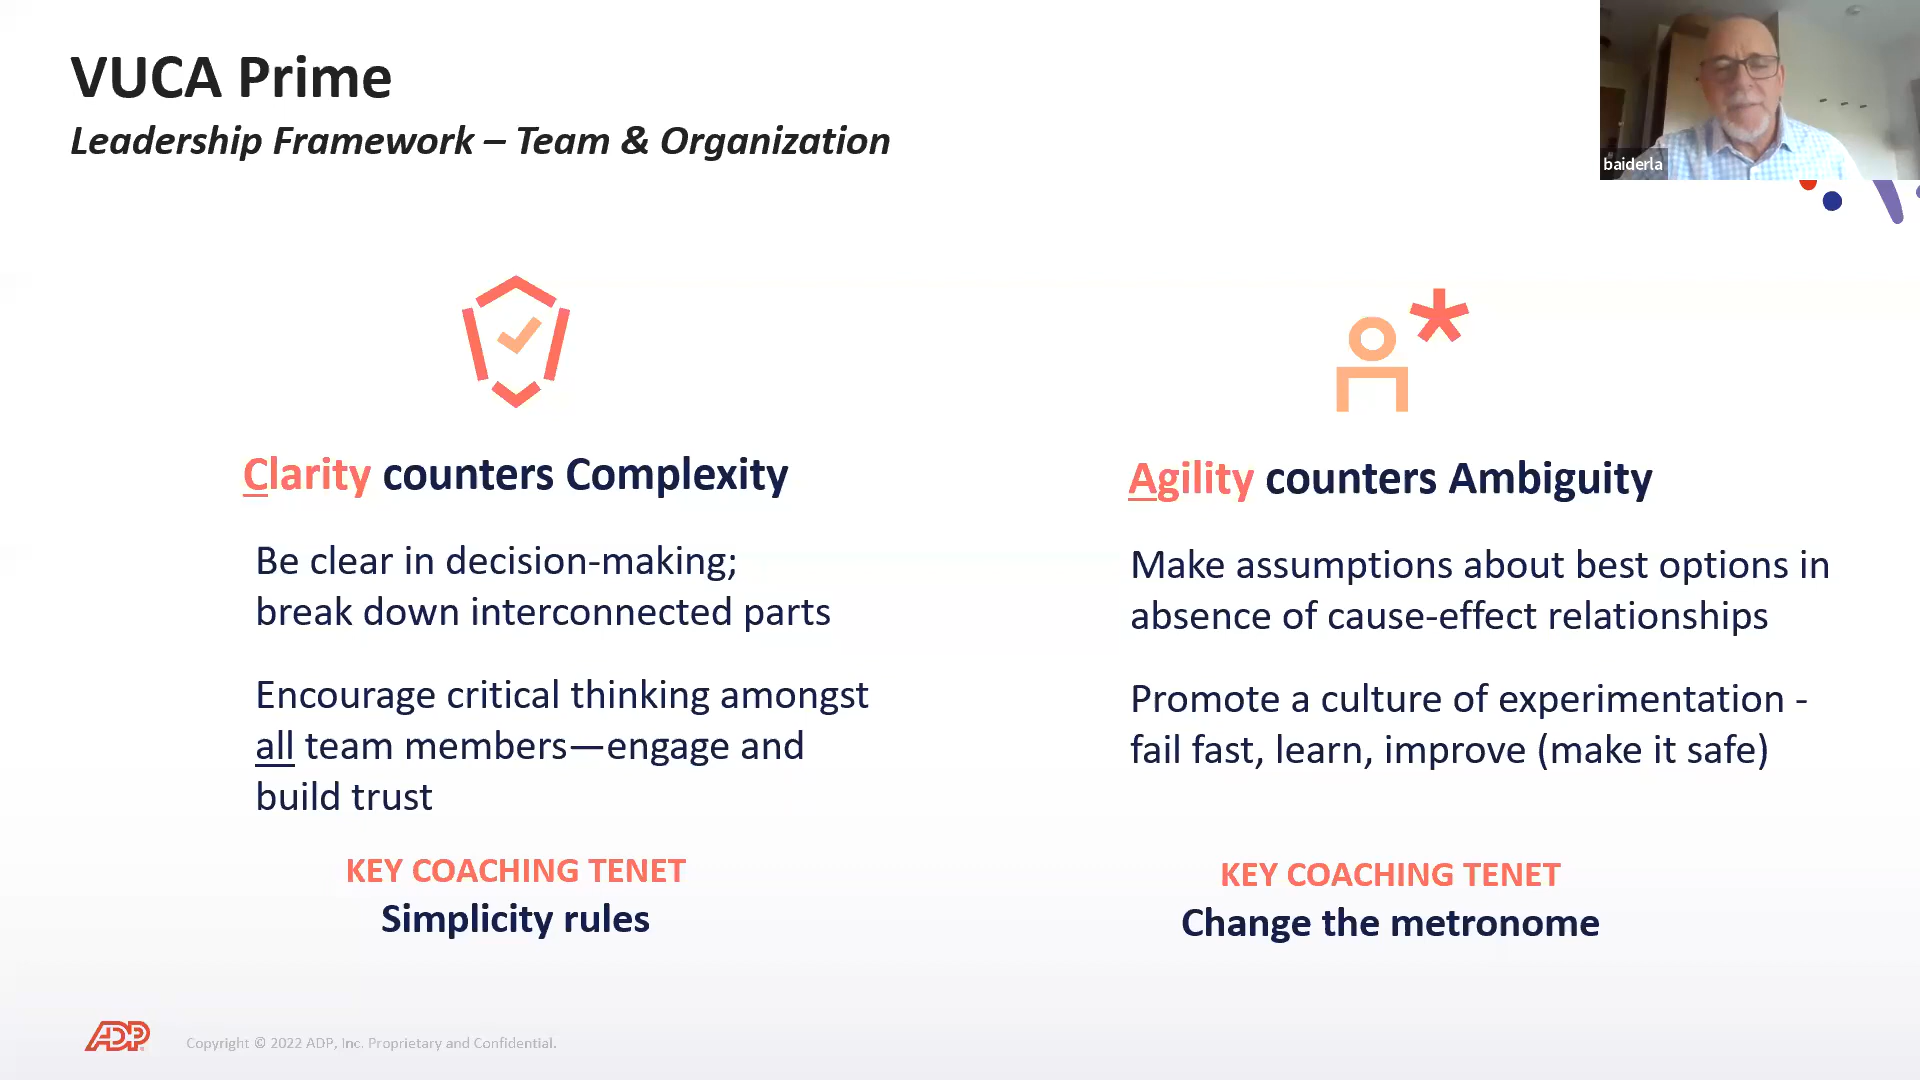 VUCA Prime
Leadership Framework – Team & Organization
baiderla
Clarity counters Complexity
Be clear in decision-making;
break down interconnected parts
Encourage critical thinking amongst
all team members—engage and
build trust
KEY COACHING TENET
Simplicity rules
Agility counters Ambiguity
Make assumptions about best options in
absence of cause-effect relationships
Promote a culture of experimentation -
fail fast, learn, improve (make it safe)
KEY COACHING TENET
Change the metronome
ADP
Copyright © 2022 ADP, Inc. Proprietary and Confidential.